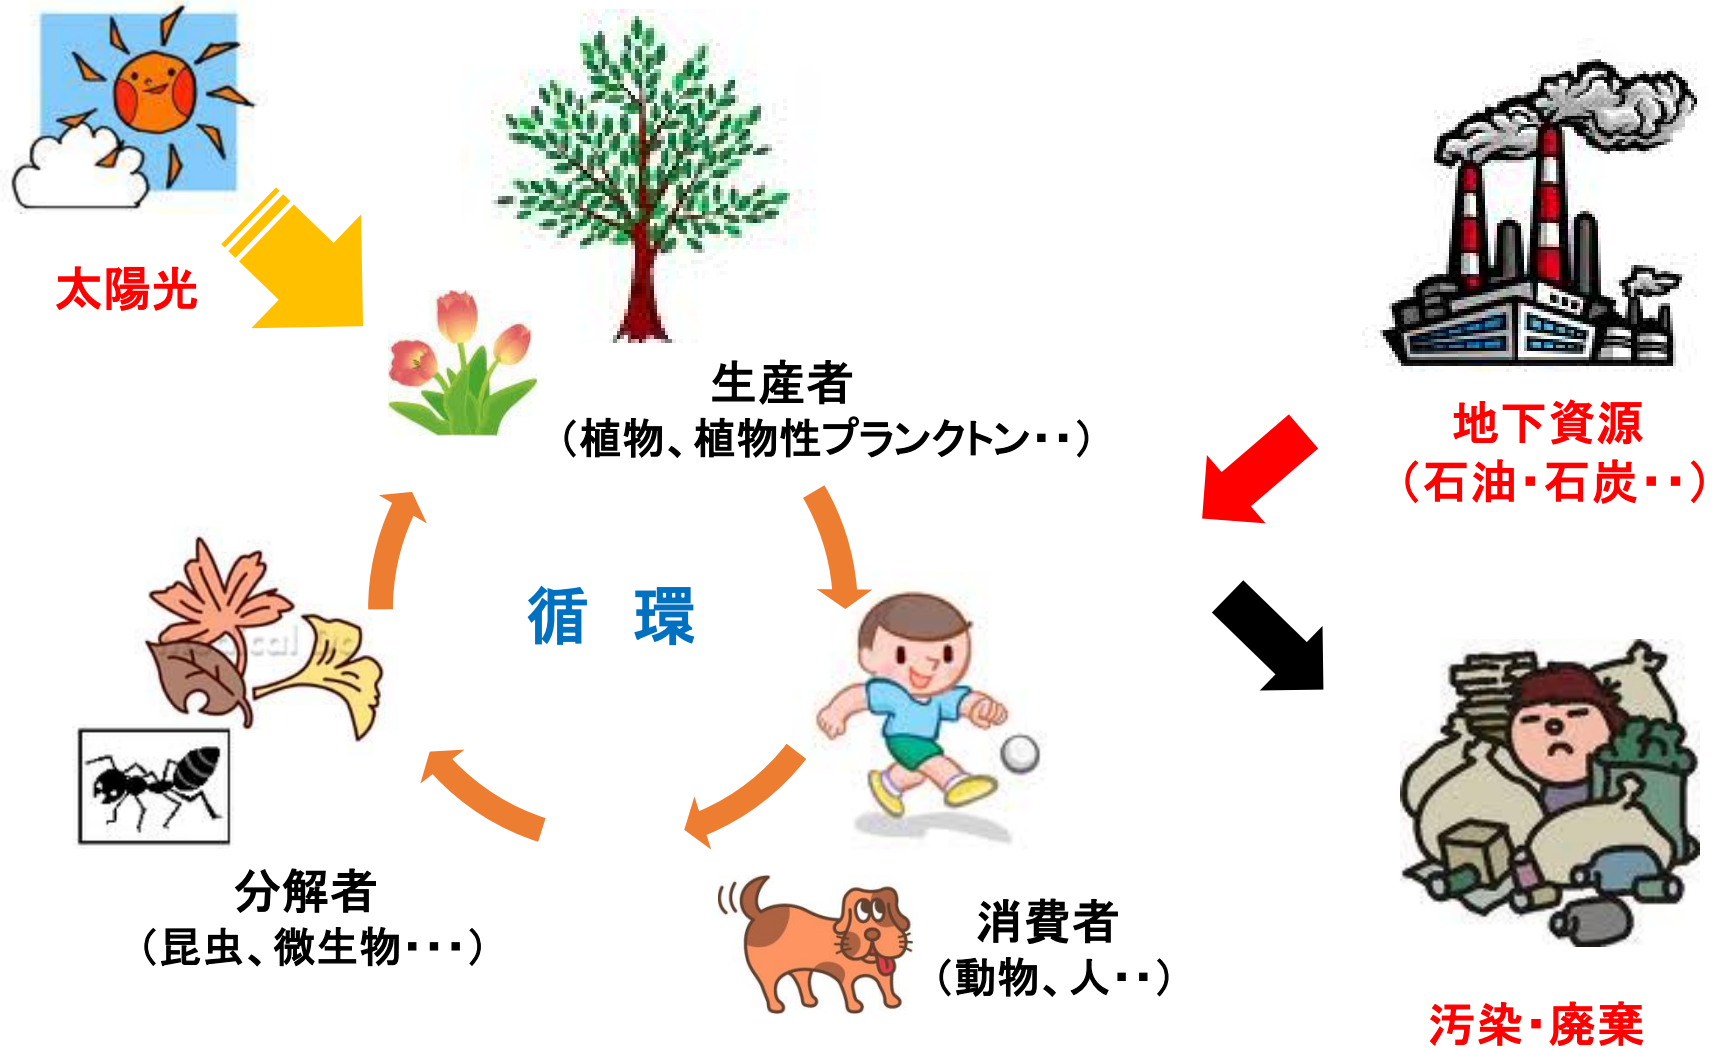 太陽光
生産者
（植物、植物性プランクトン・・）
地下資源
（石油・石炭・・）
循　環
分解者
（昆虫、微生物・・・）
消費者
（動物、人・・）
汚染・廃棄